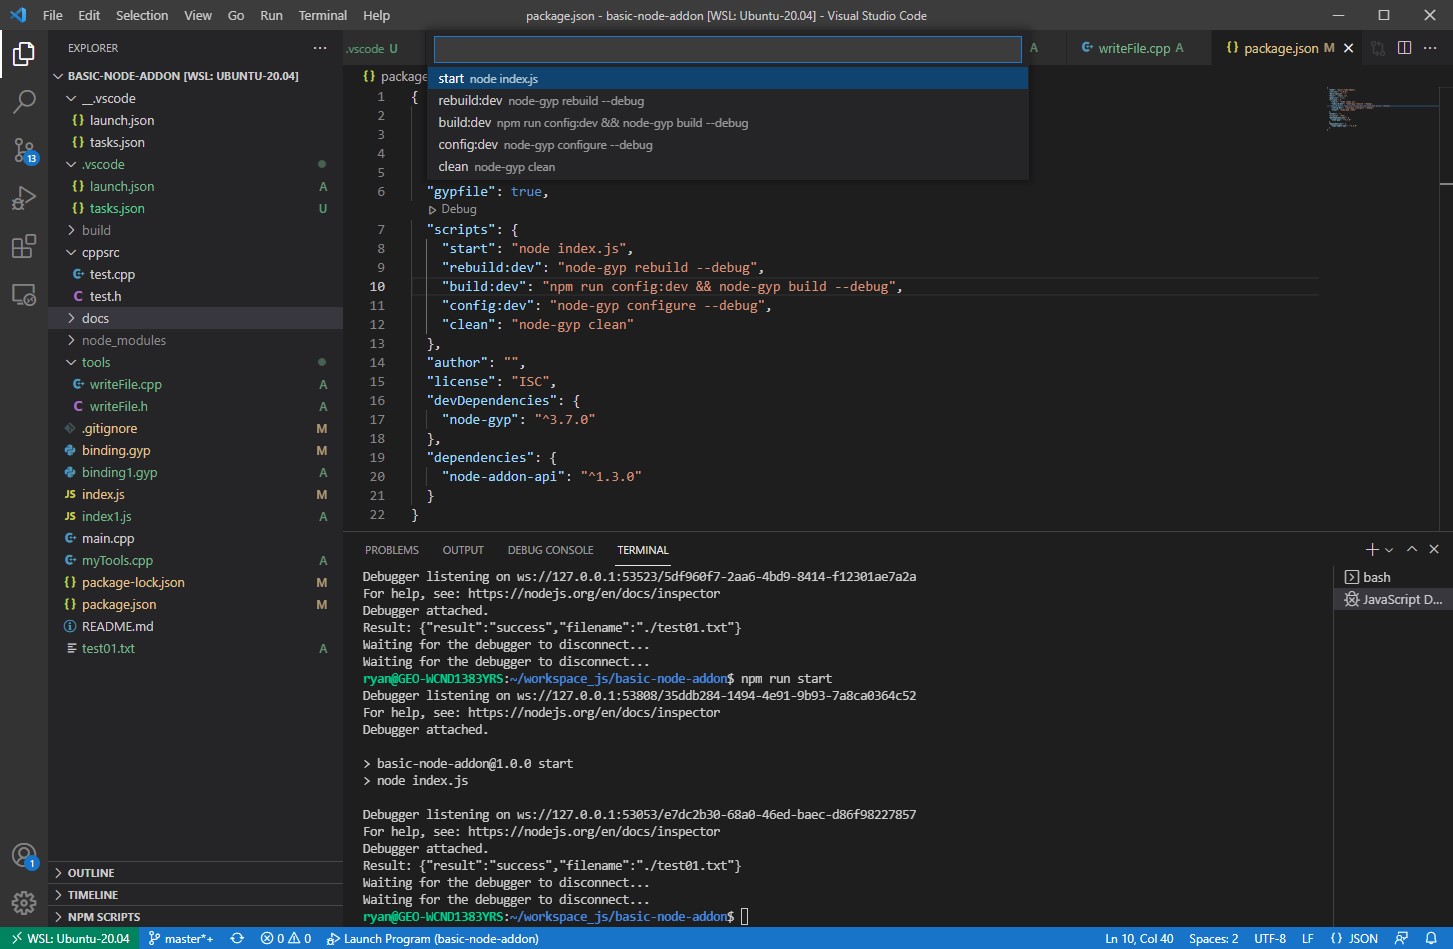 File Edit Selection View Go Run Terminal Help
package.json - basic-node-addon [WSL: Ubuntu-20.04] - Visual Studio Code
EXPLORER
BASIC-NODE-ADDON [WSL: UBUNTU-20.04]
__.vscode
{} launch.json
{} tasks.json
.vscode
{} launch.json A
{} tasks.json U
build
cppsrc
test.cpp
C test.h
docs
node_modules
tools
writeFile.cpp A
C writeFile.h A
.gitignore M
binding.gyp M
binding1.gyp A
JS index.js M
JS index1.js A
main.cpp
myTools.cpp A
{} package-lock.json M
{} package.json M
README.md
test01.txt A
OUTLINE
TIMELINE
NPM SCRIPTS
13
1
.vscode U
A
writeFile.cpp A
{} package.json M
{} package
start node index.js
rebuild:dev node-gyp rebuild --debug
build:dev npm run config:dev && node-gyp build --debug
config:dev node-gyp configure --debug
clean node-gyp clean
1 {
2
3
4
5
6 "gypfile": true,
Debug
7 "scripts": {
8 "start": "node index.js",
9 "rebuild:dev": "node-gyp rebuild --debug",
10 "build:dev": "npm run config:dev && node-gyp build --debug",
11 "config:dev": "node-gyp configure --debug",
12 "clean": "node-gyp clean"
13 },
14 "author": "",
15 "license": "ISC",
16 "devDependencies": {
17 "node-gyp": "^3.7.0"
18 },
19 "dependencies": {
20 "node-addon-api": "^1.3.0"
21 }
22 }
PROBLEMS OUTPUT DEBUG CONSOLE TERMINAL
Debugger listening on ws://127.0.0.1:53523/5df960f7-2aa6-4bd9-8414-f12301ae7a2a
For help, see: https://nodejs.org/en/docs/inspector
Debugger attached.
Result: {"result":"success","filename":"./test01.txt"}
Waiting for the debugger to disconnect...
Waiting for the debugger to disconnect...
ryan@GEO-WCND1383YRS:~/workspace_js/basic-node-addon$ npm run start
Debugger listening on ws://127.0.0.1:53808/35ddb284-1494-4e91-9b93-7a8ca0364c52
For help, see: https://nodejs.org/en/docs/inspector
Debugger attached.
> basic-node-addon@1.0.0 start
> node index.js
Debugger listening on ws://127.0.0.1:53053/e7dc2b30-68a0-46ed-baec-d86f98227857
For help, see: https://nodejs.org/en/docs/inspector
Debugger attached.
Result: {"result":"success","filename":"./test01.txt"}
Waiting for the debugger to disconnect...
Waiting for the debugger to disconnect...
ryan@GEO-WCND1383YRS:~/workspace_js/basic-node-addon$
bash
JavaScript D...
WSL: Ubuntu-20.04 master*+ 0 0 Launch Program (basic-node-addon)
Ln 10, Col 40 Spaces: 2 UTF-8 LF {} JSON